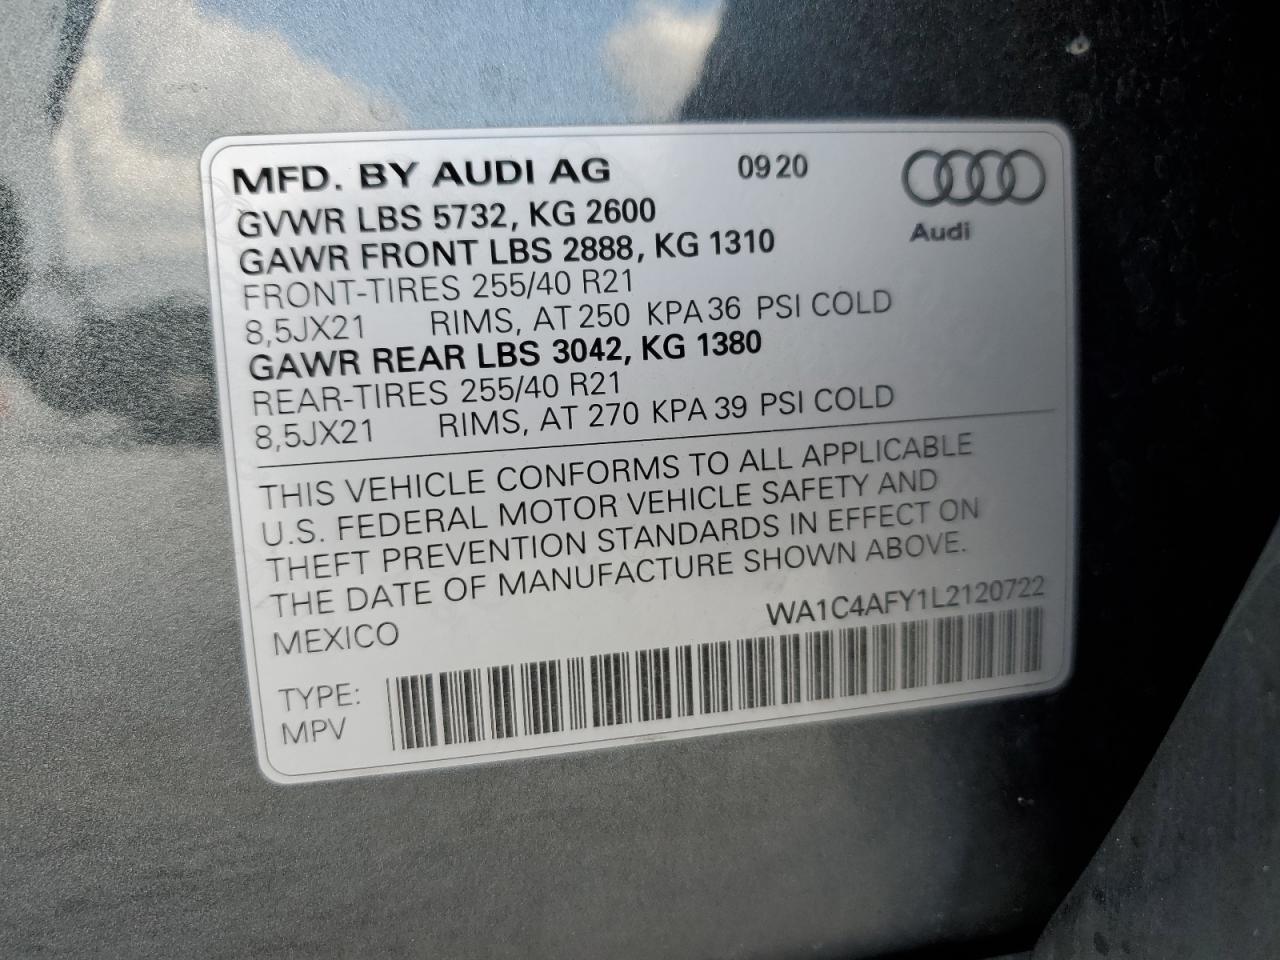 MFD. BY AUDI AG 09 20
GVWR LBS 5732, KG 2600
GAWR FRONT LBS 2888, KG 1310
Audi
FRONT-TIRES 255/40 R21
8,5JX21 RIMS, AT 250 KPA 36 PSI COLD
GAWR REAR LBS 3042, KG 1380
REAR-TIRES 255/40 R21
8,5JX21 RIMS, AT 270 KPA 39 PSI COLD
THIS VEHICLE CONFORMS TO ALL APPLICABLE
U.S. FEDERAL MOTOR VEHICLE SAFETY AND
THEFT PREVENTION STANDARDS IN EFFECT ON
THE DATE OF MANUFACTURE SHOWN ABOVE.
MEXICO WA1C4AFY1L2120722
TYPE:
MPV